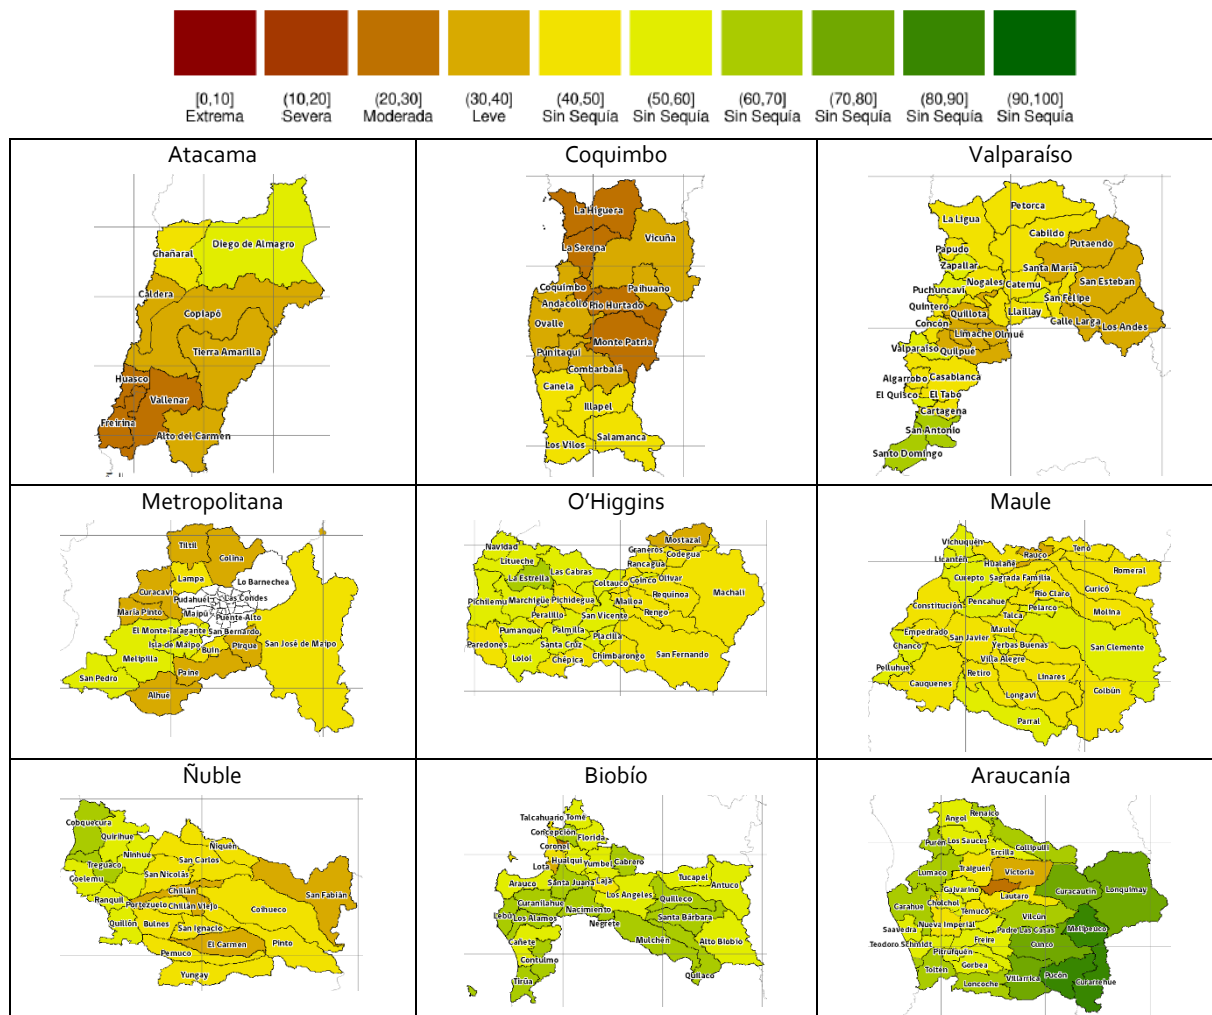 [0,10] (10,20] (20,30] (30,40] (40,50] (50,60] (60,70] (70,80] (80,90] (90,100]
Extrema Severa Moderada Leve Sin Sequía Sin Sequía Sin Sequía Sin Sequía Sin Sequía Sin Sequía
Atacama
Diego de Almagro
Chañaral
Caldera
Copiapó
Tierra Amarilla
Huasco
Vallenar
Freirina
Alto del Carmen
Coquimbo
La Higuera
Vicuña
La Serena
Coquimbo
Paihuano
Andacollo
Río Hurtado
Ovalle
Monte Patria
Punitaqui
Combarbalá
Canela
Illapel
Salamanca
Los Vilos
Valparaíso
Petorca
La Ligua
Cabildo
Putaendo
Papudo
Zapallar
Santa María
San Esteban
Nogales
Catemu
Puchuncaví
San Felipe
Quintero
Quillota
Llaillay
Concón
Calle Larga
Los Andes
Limache
Olmué
Valparaíso
Quilpué
Algarrobo
Casablanca
El Quisco
El Tabo
Cartagena
San Antonio
Santo Domingo
Metropolitana
Tiltil
Colina
Lampa
Lo Barnechea
Curacaví
Pudahuel
Las Condes
María Pinto
Maipú
Puente-Alto
El Monte
Talagante
San Bernardo
Isla-de Maipo
Buin
Pirque
San José de Maipo
Melipilla
San Pedro
Paine
Alhué
O'Higgins
Navidad
Mostazal
Graneros
Codegua
Litueche
Rancagua
La Estrella
Las Cabras
Coltauco
Coinco
Olivar
Machalí
Requinoa
Pichilemu
Marchigüe
Pichidegua
Malloa
Peralillo
San Vicente
Rengo
Pumanque
Palmilla
Placilla
Paredones
Santa Cruz
Lolol
Chépica
Chimbarongo
San Fernando
Maule
Vichuquén
Rauco
Teno
Licantén
Hualañé
Romeral
Curepto
Sagrada Familia
Curicó
Río Claro
Constitución
Pencahue
Pelarco
Molina
Talca
Empedrado
Maule
San Javier
Yerbas Buenas
San Clemente
Chanco
Villa Alegre
Pelluhue
Retiro
Linares
Cauquenes
Colbún
Longaví
Parral
Ñuble
Cobquecura
Quirihue
Ñiquén
Ninhue
San Carlos
Treguaco
San Nicolás
San Fabián
Coelemu
Chillán
Ranquil
Portezuelo
Chillán Viejo
Coihueco
Quillón
Bulnes
San Ignacio
El Carmen
Pinto
Pemuco
Yungay
Biobío
Talcahuano
Tomé
Concepción
Florida
Coronel
Hualqui
Yumbel
Cabrero
Lota
Tucapel
Arauco
Santa Juana
Laja
Antuco
Los Angeles
Quilleco
Curanilahue
Lebu
Los Alamos
Nacimiento
Santa Bárbara
Negrete
Cañete
Mulchén
Alto Biobío
Contulmo
Tirúa
Quilaco
Araucanía
Renaico
Angol
Purén
Los Sauces
Collipulli
Ercilla
Lumaco
Traiguén
Victoria
Curacautín
Lonquimay
Galvarino
Lautaro
Carahue
Cholchol
Temuco
Vilcún
Saavedra
Nueva Imperial
Padre Las Casas
Melipeuco
Teodoro Schmidt
Freire
Cunco
Pitrufquén
Toltén
Gorbea
Villarrica
Pucón
Loncoche
Curarrehue